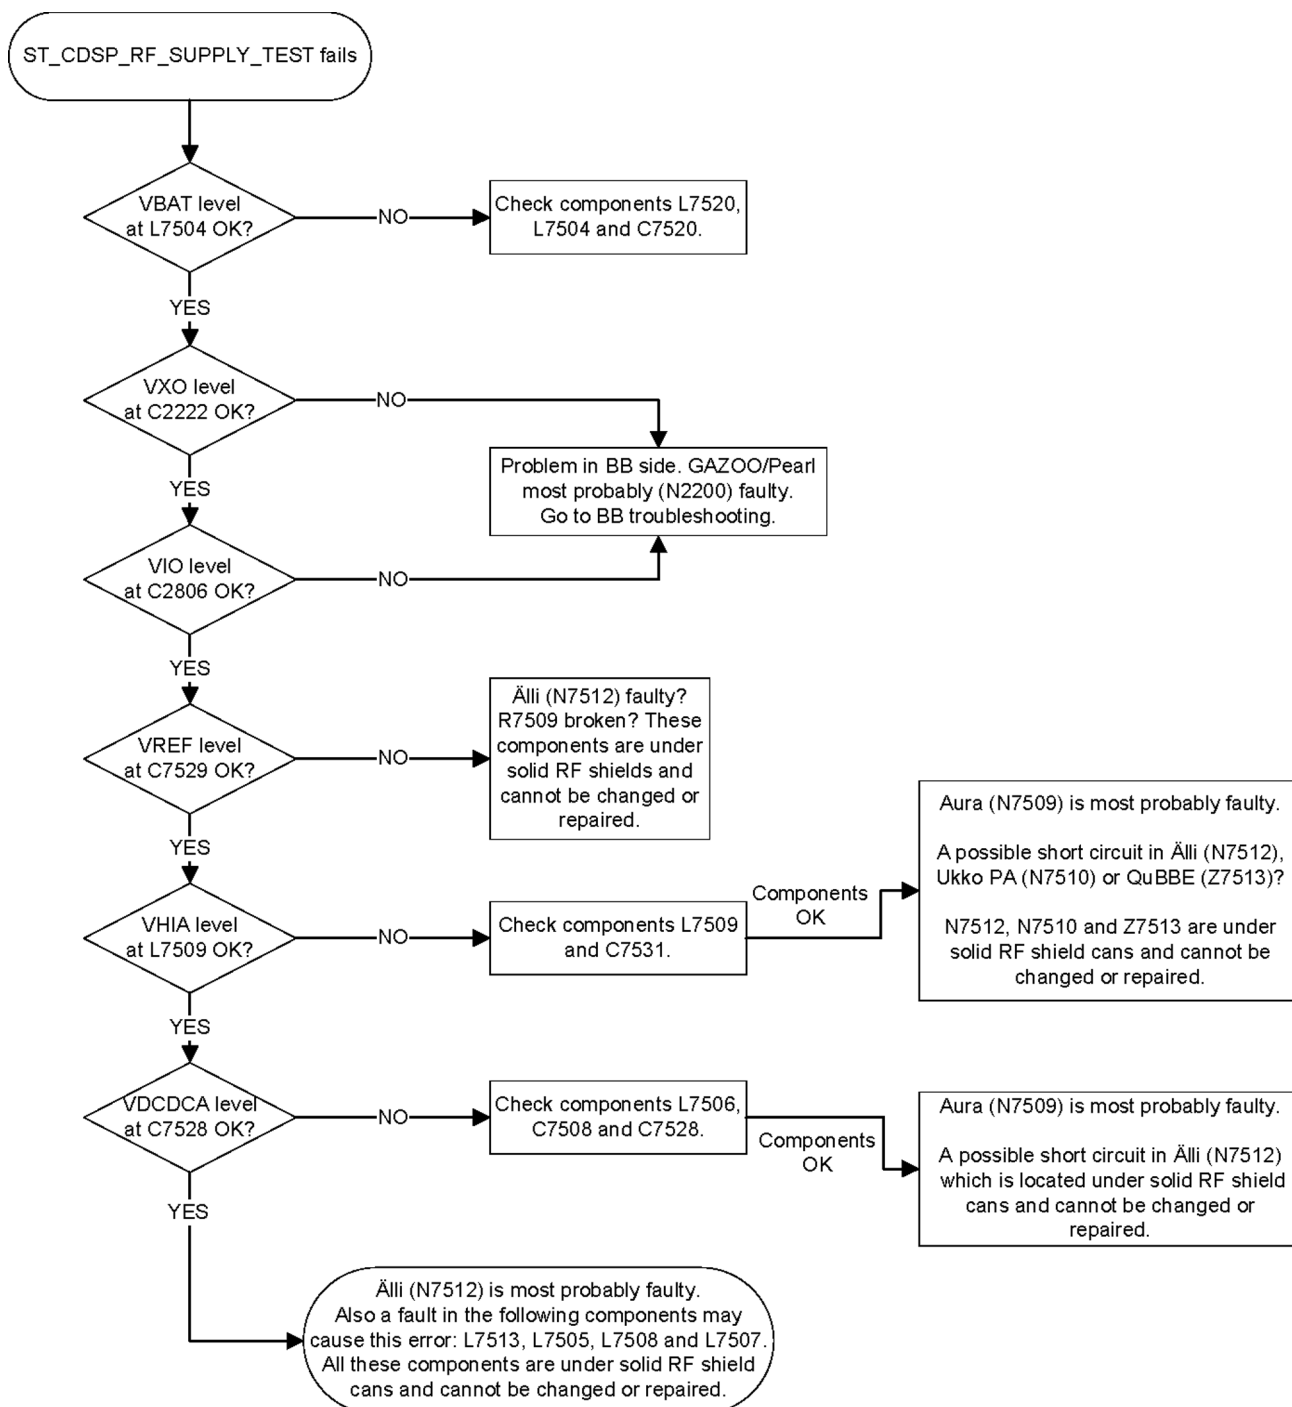 ST_CDSP_RF_SUPPLY_TEST fails
VBAT level
at L7504 OK?
NO
Check components L7520,
L7504 and C7520.
YES
VXO level
at C2222 OK?
NO
Problem in BB side. GAZOO/Pearl
most probably (N2200) faulty.
Go to BB troubleshooting.
YES
VIO level
at C2806 OK?
NO
YES
VREF level
at C7529 OK?
NO
Älli (N7512) faulty?
R7509 broken? These
components are under
solid RF shields and
cannot be changed or
repaired.
YES
VHIA level
at L7509 OK?
NO
Check components L7509
and C7531.
Components
OK
Aura (N7509) is most probably faulty.
A possible short circuit in Älli (N7512),
Ukko PA (N7510) or QuBBE (Z7513)?
N7512, N7510 and Z7513 are under
solid RF shield cans and cannot be
changed or repaired.
YES
VDCDCA level
at C7528 OK?
NO
Check components L7506,
C7508 and C7528.
Components
OK
Aura (N7509) is most probably faulty.
A possible short circuit in Älli (N7512)
which is located under solid RF shield
cans and cannot be changed or
repaired.
YES
Älli (N7512) is most probably faulty.
Also a fault in the following components may
cause this error: L7513, L7505, L7508 and L7507.
All these components are under solid RF shield
cans and cannot be changed or repaired.